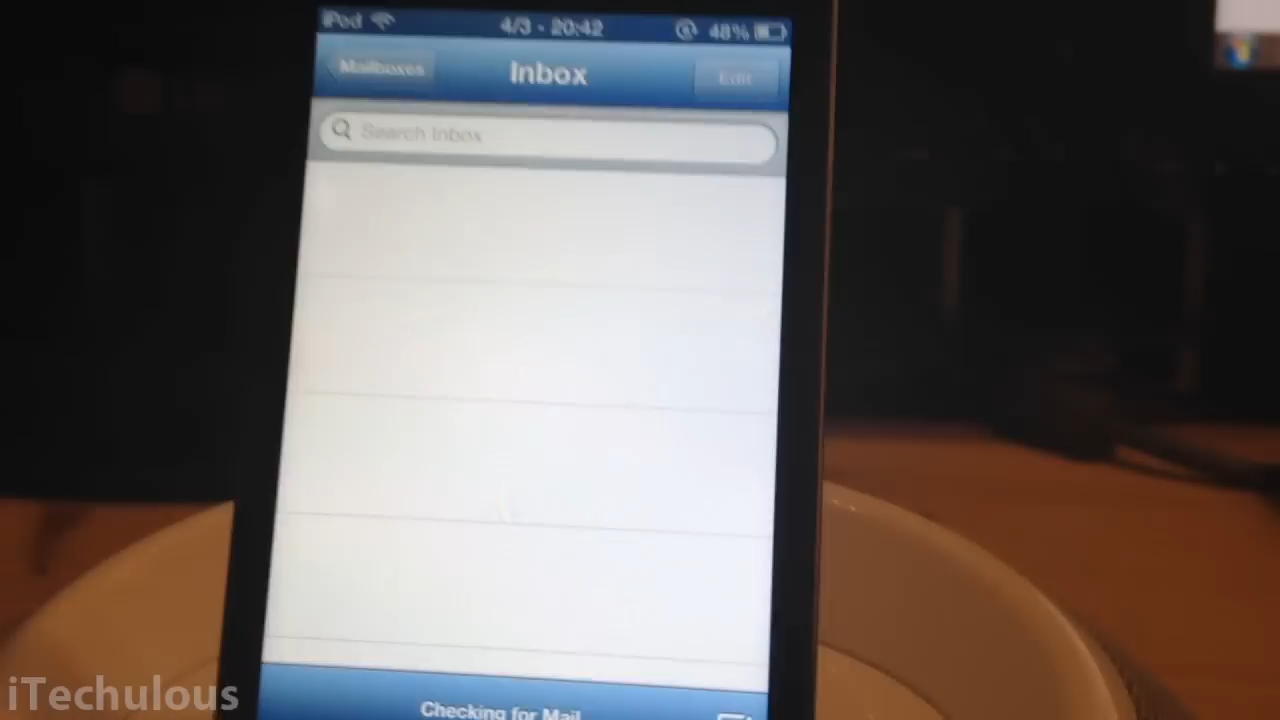 iPod 4/3 - 20:42 48%
Mailboxes Inbox Edit
Search Inbox
Checking for Mail
iTechulous